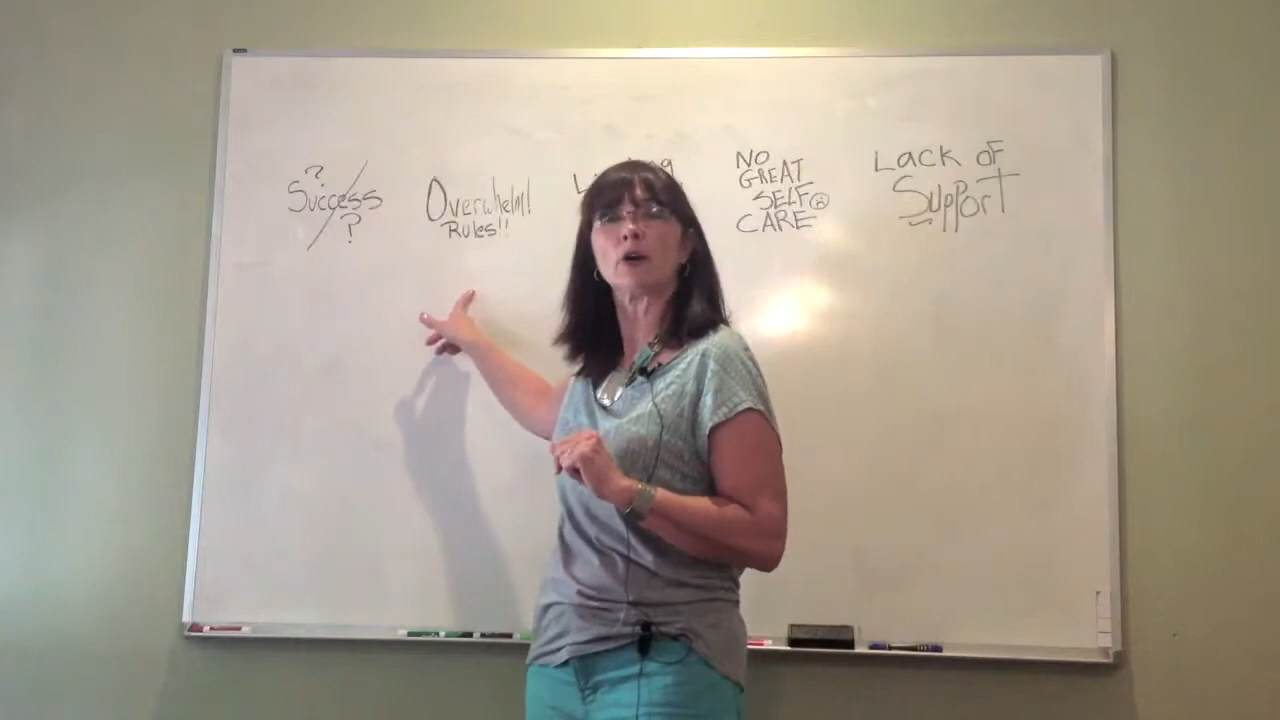 ?
Success
?
Overwhelm!
Rules!!
NO
GREAT
SELF
CARE
Lack of
Support